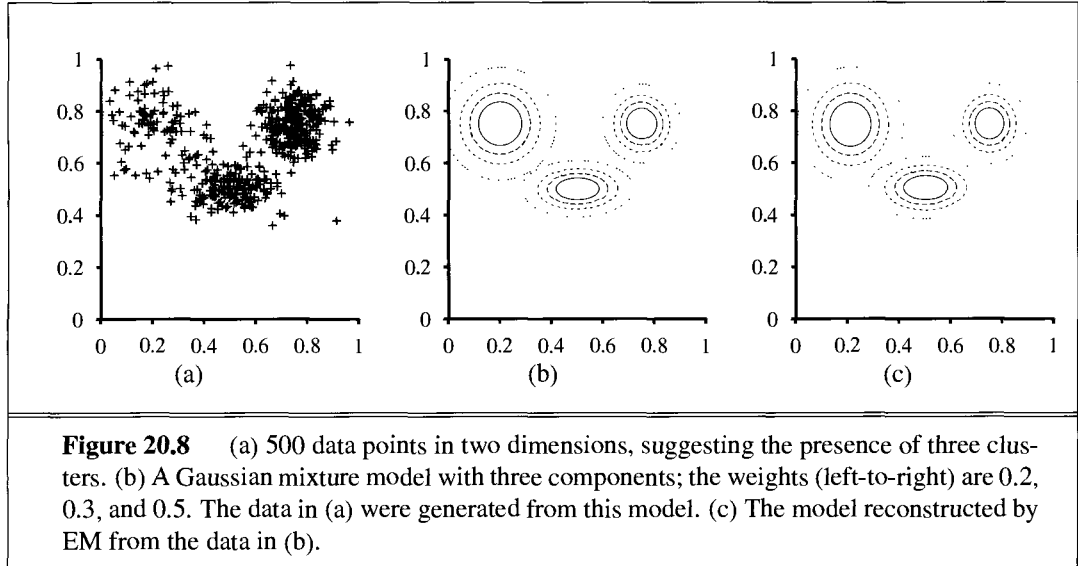 1
0.8
0.6
0.4
0.2
0
0 0.2 0.4 0.6 0.8 1
(a)
1
0.8
0.6
0.4
0.2
0
0 0.2 0.4 0.6 0.8 1
(b)
1
0.8
0.6
0.4
0.2
0
0 0.2 0.4 0.6 0.8 1
(c)
Figure 20.8 (a) 500 data points in two dimensions, suggesting the presence of three clus-
ters. (b) A Gaussian mixture model with three components; the weights (left-to-right) are 0.2,
0.3, and 0.5. The data in (a) were generated from this model. (c) The model reconstructed by
EM from the data in (b).